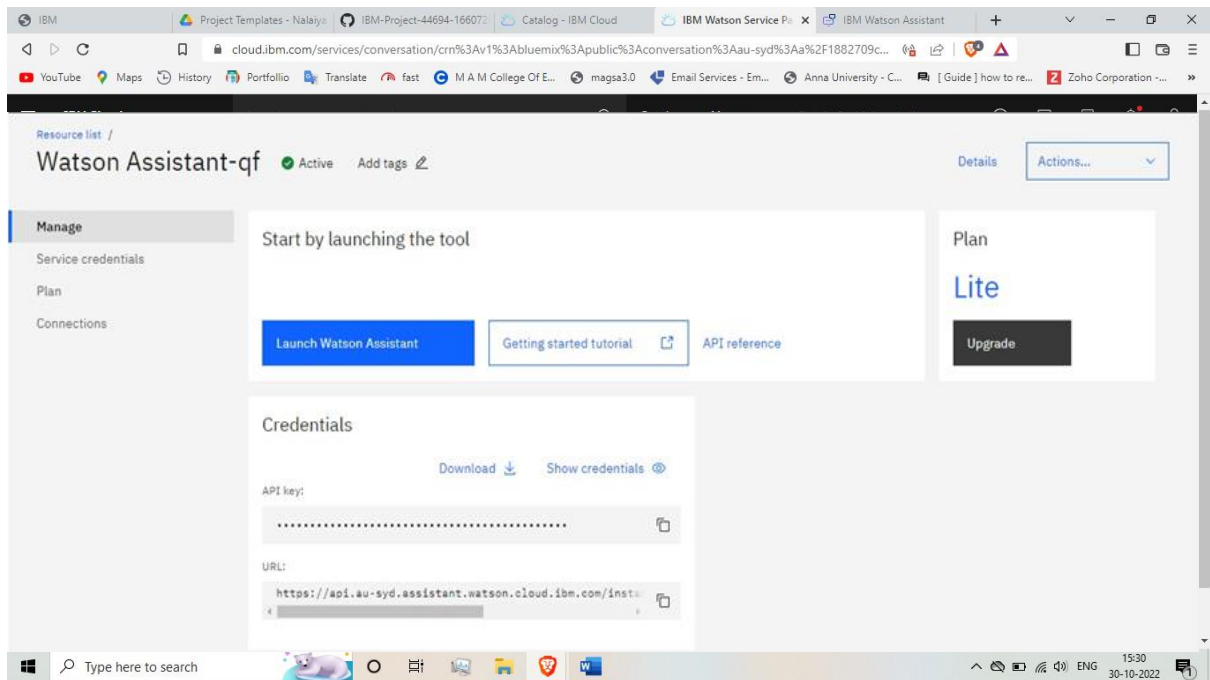 IBM
Project Templates - Nalaiya
IBM-Project-44694-166072
Catalog - IBM Cloud
IBM Watson Service Pa
IBM Watson Assistant
cloud.ibm.com/services/conversation/crn%3Av1%3Abluemix%3Apublic%3Aconversation%3Aau-syd%3Aa%2F1882709c...
YouTube
Maps
History
Portfollio
Translate
fast
M A M College Of E...
magsa3.0
Email Services - Em...
Anna University - C...
[ Guide ] how to re...
Zoho Corporation -...
Resource list /
Watson Assistant-qf
Active
Add tags
Details
Actions...
Manage
Service credentials
Plan
Connections
Start by launching the tool
Launch Watson Assistant
Getting started tutorial
API reference
Plan
Lite
Upgrade
Credentials
Download
Show credentials
API key:
URL:
https://api.au-syd.assistant.watson.cloud.ibm.com/insta
Type here to search
ENG
15:30
30-10-2022